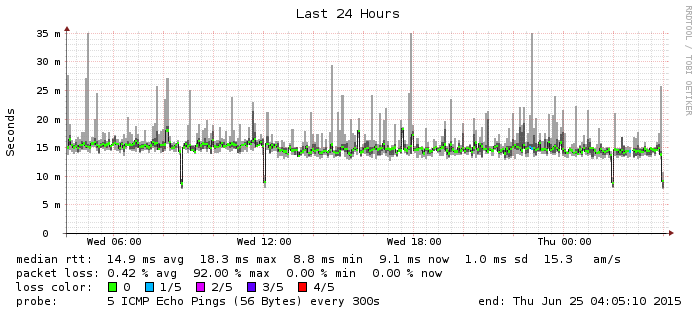 Last 24 Hours
RRDTOOL / TOBI OETIKER
Seconds
35 m
30 m
25 m
20 m
15 m
10 m
5 m
0
Wed 06:00 Wed 12:00 Wed 18:00 Thu 00:00
median rtt: 14.9 ms avg 18.3 ms max 8.8 ms min 9.1 ms now 1.0 ms sd 15.3 am/s
packet loss: 0.42 % avg 92.00 % max 0.00 % min 0.00 % now
loss color: 0 1/5 2/5 3/5 4/5
probe: 5 ICMP Echo Pings (56 Bytes) every 300s end: Thu Jun 25 04:05:10 2015